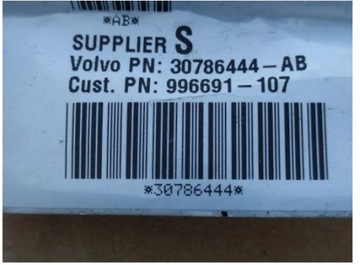 *AB*
SUPPLIER S
Volvo PN: 30786444-AB
Cust. PN: 996691-107
*30786444*